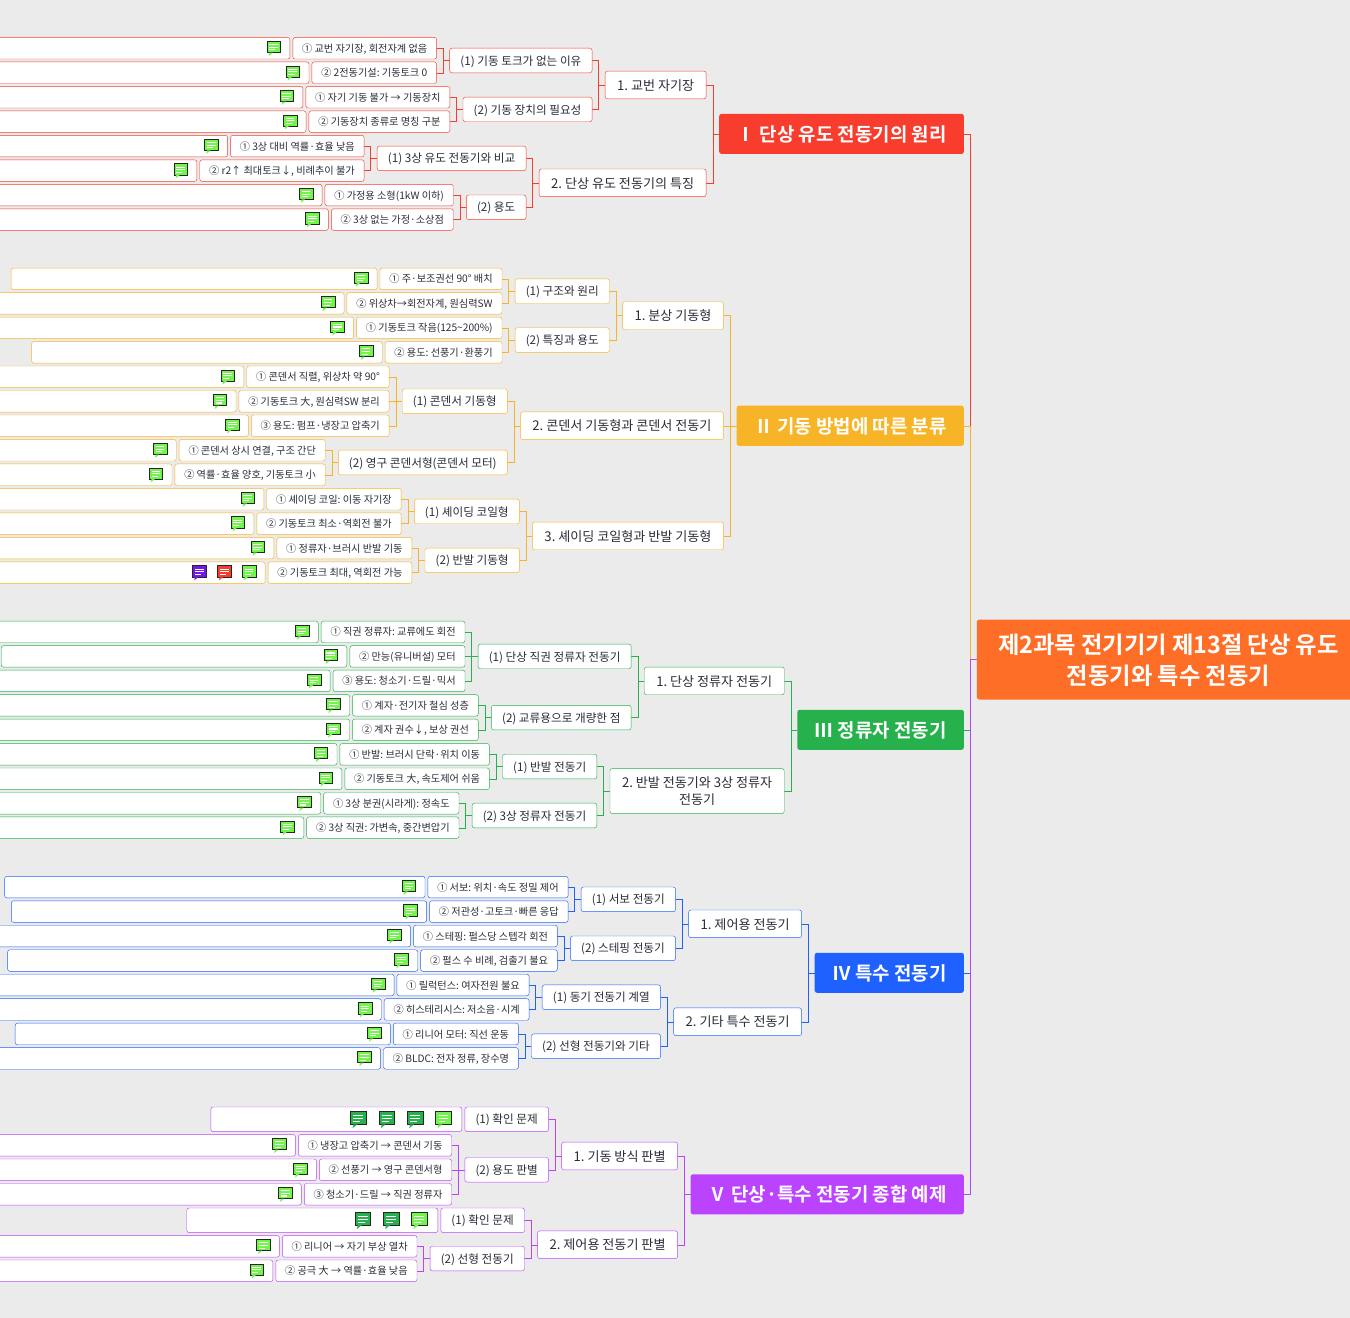 제2과목 전기기기 제13절 단상 유도
전동기와 특수 전동기
Ⅰ 단상 유도 전동기의 원리
1. 교번 자기장
(1) 기동 토크가 없는 이유
① 교번 자기장, 회전자계 없음
② 2전동기설: 기동토크 0
(2) 기동 장치의 필요성
① 자기 기동 불가 → 기동장치
② 기동장치 종류로 명칭 구분
2. 단상 유도 전동기의 특징
(1) 3상 유도 전동기와 비교
① 3상 대비 역률·효율 낮음
② r2↑ 최대토크↓, 비례추이 불가
(2) 용도
① 가정용 소형(1kW 이하)
② 3상 없는 가정·소상점
Ⅱ 기동 방법에 따른 분류
1. 분상 기동형
(1) 구조와 원리
① 주·보조권선 90° 배치
② 위상차→회전자계, 원심력SW
(2) 특징과 용도
① 기동토크 작음(125~200%)
② 용도: 선풍기·환풍기
2. 콘덴서 기동형과 콘덴서 전동기
(1) 콘덴서 기동형
① 콘덴서 직렬, 위상차 약 90°
② 기동토크 大, 원심력SW 분리
③ 용도: 펌프·냉장고 압축기
(2) 영구 콘덴서형(콘덴서 모터)
① 콘덴서 상시 연결, 구조 간단
② 역률·효율 양호, 기동토크 小
3. 셰이딩 코일형과 반발 기동형
(1) 셰이딩 코일형
① 셰이딩 코일: 이동 자기장
② 기동토크 최소·역회전 불가
(2) 반발 기동형
① 정류자·브러시 반발 기동
② 기동토크 최대, 역회전 가능
Ⅲ 정류자 전동기
1. 단상 정류자 전동기
(1) 단상 직권 정류자 전동기
① 직권 정류자: 교류에도 회전
② 만능(유니버설) 모터
③ 용도: 청소기·드릴·믹서
(2) 교류용으로 개량한 점
① 계자·전기자 철심 성층
② 계자 권수↓, 보상 권선
2. 반발 전동기와 3상 정류자
전동기
(1) 반발 전동기
① 반발: 브러시 단락·위치 이동
② 기동토크 大, 속도제어 쉬움
(2) 3상 정류자 전동기
① 3상 분권(시라게): 정속도
② 3상 직권: 가변속, 중간변압기
Ⅳ 특수 전동기
1. 제어용 전동기
(1) 서보 전동기
① 서보: 위치·속도 정밀 제어
② 저관성·고토크·빠른 응답
(2) 스테핑 전동기
① 스테핑: 펄스당 스텝각 회전
② 펄스 수 비례, 검출기 불요
2. 기타 특수 전동기
(1) 동기 전동기 계열
① 릴럭턴스: 여자전원 불요
② 히스테리시스: 저소음·시계
(2) 선형 전동기와 기타
① 리니어 모터: 직선 운동
② BLDC: 전자 정류, 장수명
Ⅴ 단상·특수 전동기 종합 예제
1. 기동 방식 판별
(1) 확인 문제
(2) 용도 판별
① 냉장고 압축기 → 콘덴서 기동
② 선풍기 → 영구 콘덴서형
③ 청소기·드릴 → 직권 정류자
2. 제어용 전동기 판별
(1) 확인 문제
(2) 선형 전동기
① 리니어 → 자기 부상 열차
② 공극 大 → 역률·효율 낮음